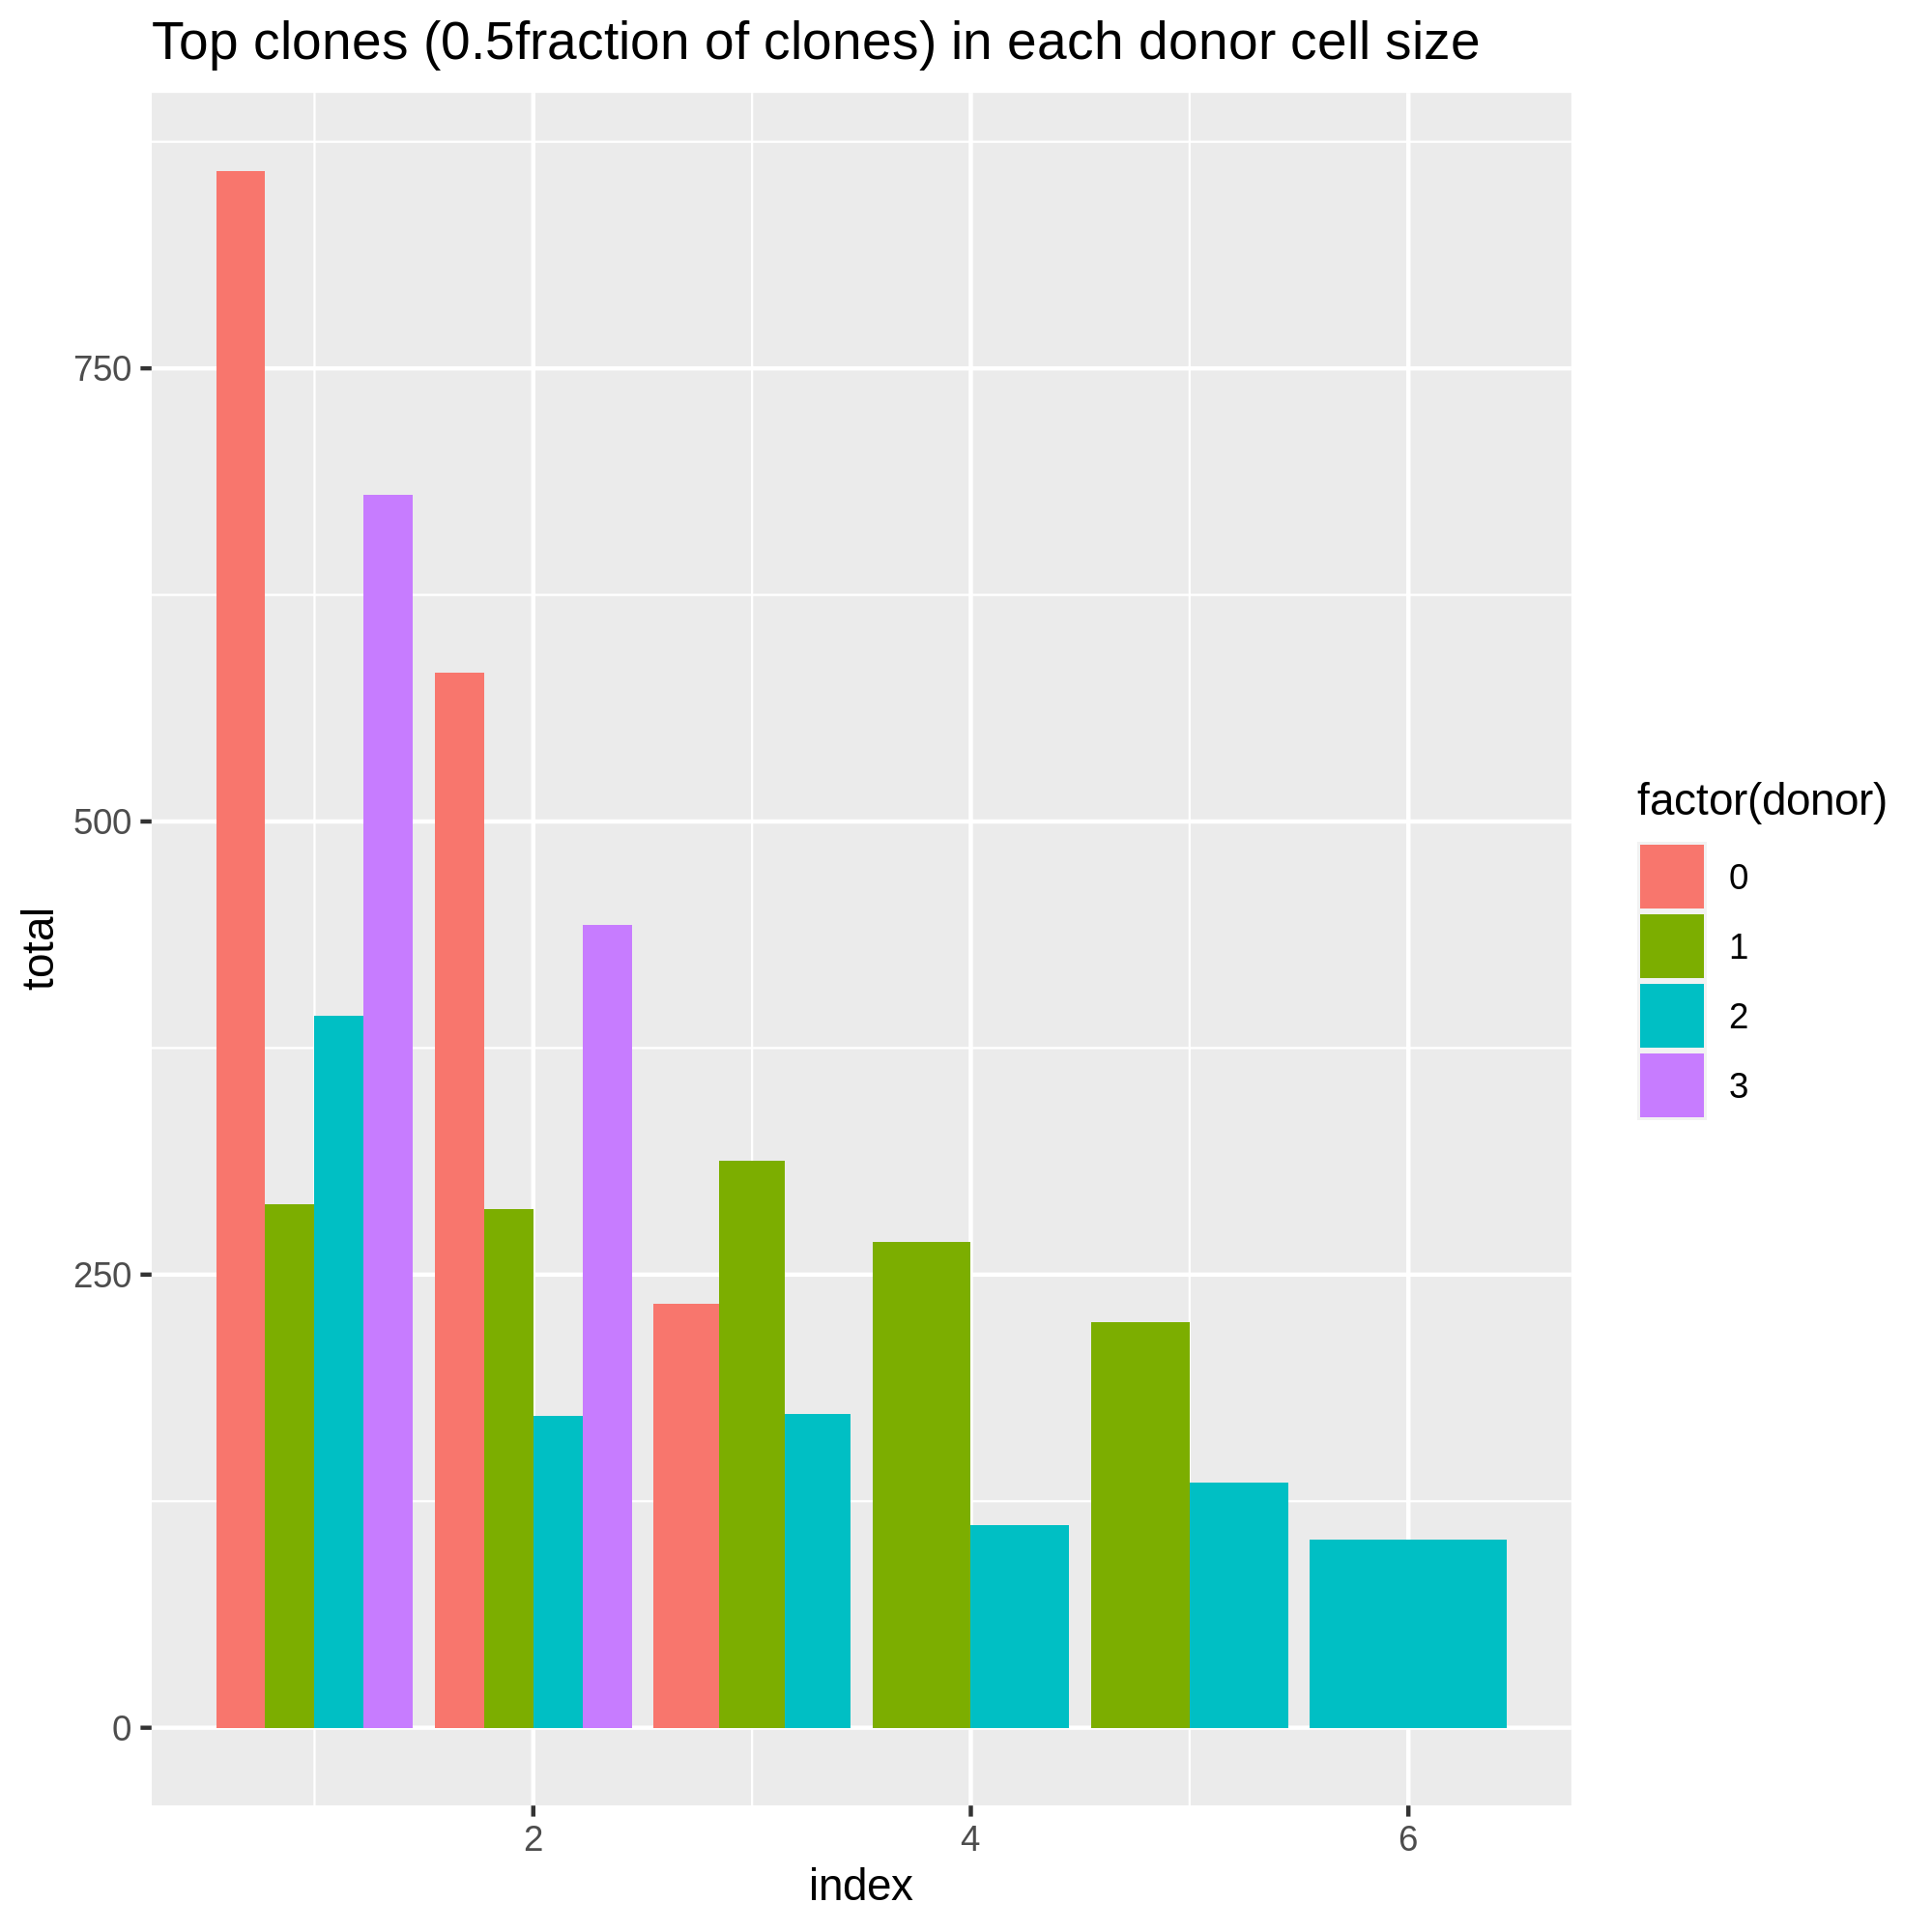 Top clones (0.5fraction of clones) in each donor cell size
750
500
250
0
total
2
4
6
index
factor(donor)
0
1
2
3